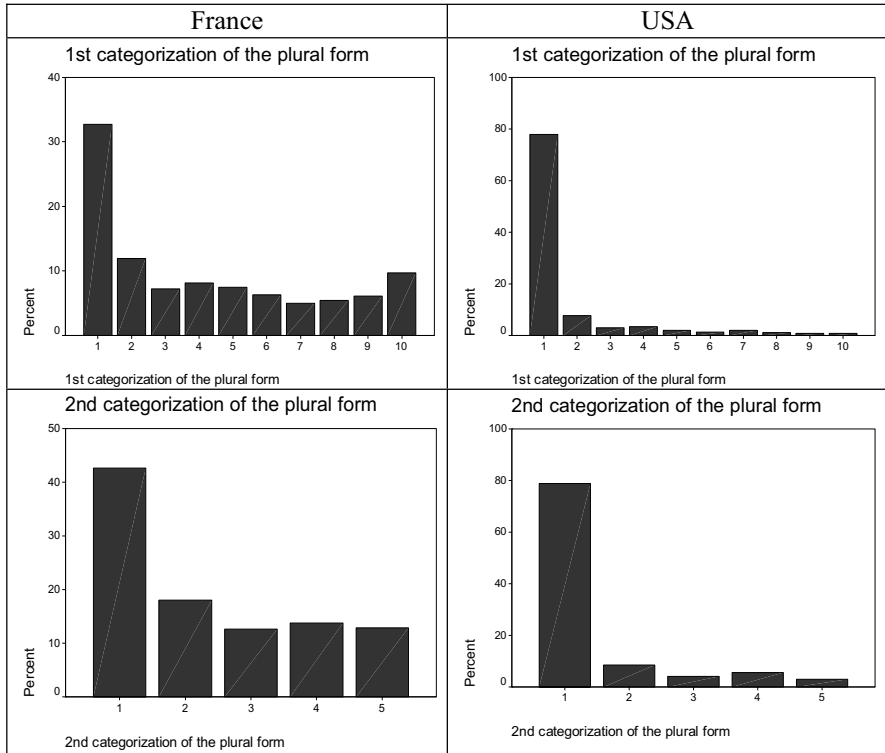 France
USA
1st categorization of the plural form
40
30
20
10
0
Percent
1 2 3 4 5 6 7 8 9 10
1st categorization of the plural form
1st categorization of the plural form
100
80
60
40
20
0
Percent
1 2 3 4 5 6 7 8 9 10
1st categorization of the plural form
2nd categorization of the plural form
50
40
30
20
10
0
Percent
1 2 3 4 5
2nd categorization of the plural form
2nd categorization of the plural form
100
80
60
40
20
0
Percent
1 2 3 4 5
2nd categorization of the plural form